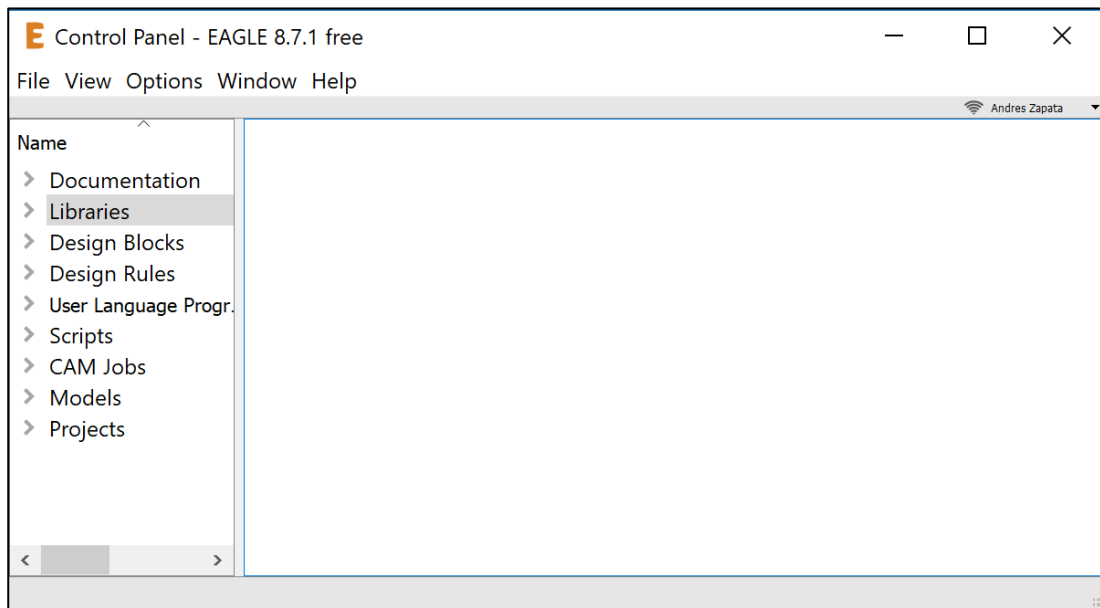 E Control Panel - EAGLE 8.7.1 free
File View Options Window Help
Andres Zapata
Name
Documentation
Libraries
Design Blocks
Design Rules
User Language Progr.
Scripts
CAM Jobs
Models
Projects